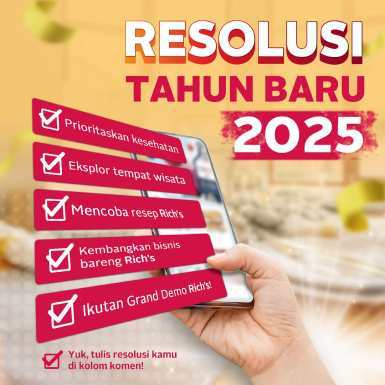 RESOLUSI
TAHUN BARU
2025
Prioritaskan kesehatan
Eksplor tempat wisata
Mencoba resep Rich's
Kembangkan bisnis
bareng Rich's
Ikutan Grand Demo Rich's!
Yuk, tulis resolusi kamu
di kolom komen!